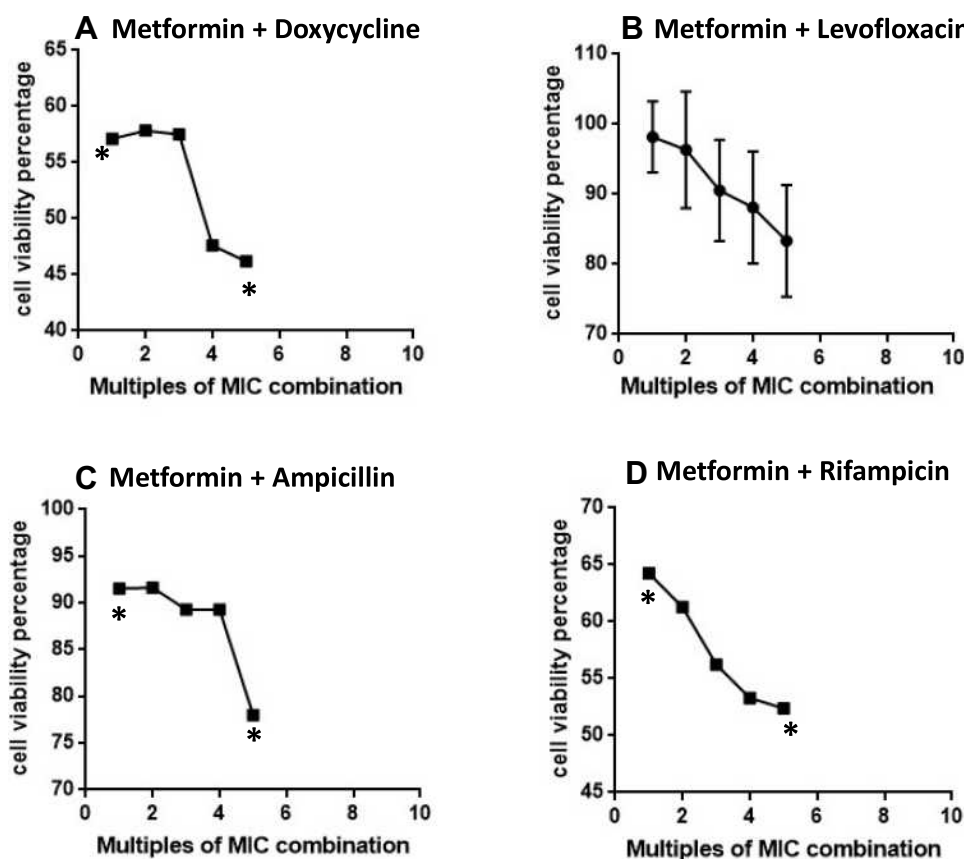 A Metformin + Doxycycline
65
60
55
50
45
40
cell viability percentage
0 2 4 6 8 10
Multiples of MIC combination
*
*
B Metformin + Levofloxacin
110
100
90
80
70
cell viability percentage
0 2 4 6 8 10
Multiples of MIC combination
C Metformin + Ampicillin
100
95
90
85
80
75
70
cell viability percentage
0 2 4 6 8 10
Multiples of MIC combination
*
*
D Metformin + Rifampicin
70
65
60
55
50
45
cell viability percentage
0 2 4 6 8 10
Multiples of MIC combination
*
*